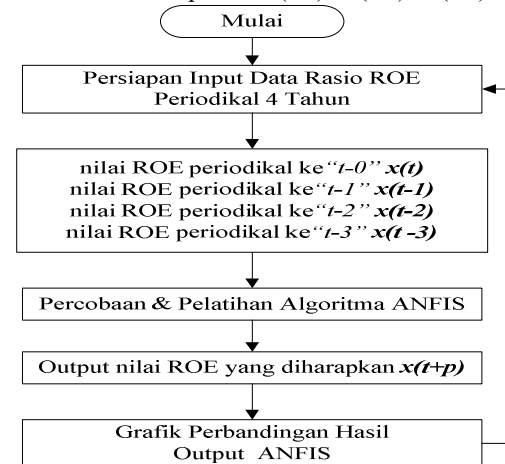 Mulai
Persiapan Input Data Rasio ROE
Periodikal 4 Tahun
nilai ROE periodikal ke“t-0” x(t)
nilai ROE periodikal ke“t-1” x(t-1)
nilai ROE periodikal ke“t-2” x(t-2)
nilai ROE periodikal ke“t-3” x(t -3)
Percobaan & Pelatihan Algoritma ANFIS
Output nilai ROE yang diharapkan x(t+p)
Grafik Perbandingan Hasil
Output ANFIS